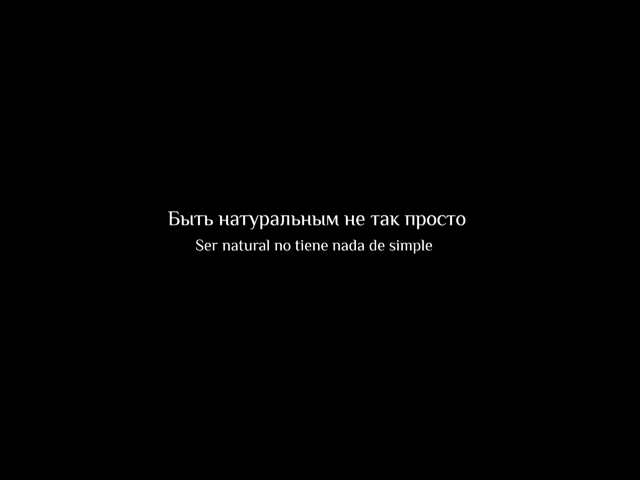 Быть натуральным не так просто
Ser natural no tiene nada de simple